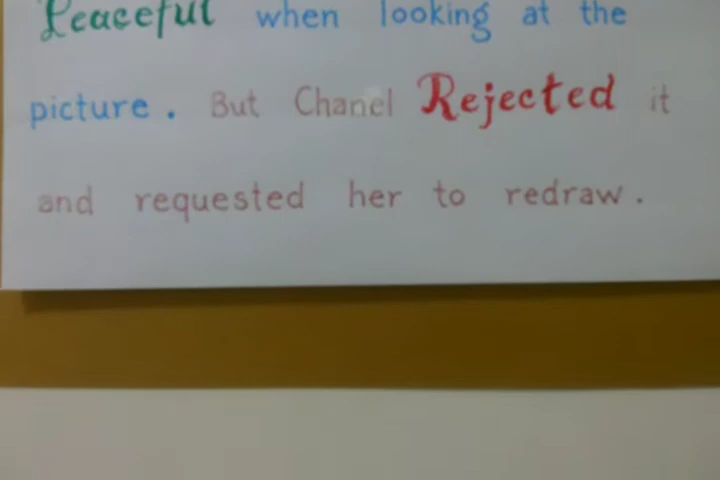 Peaceful when looking at the
picture. But Chanel Rejected it
and requested her to redraw.